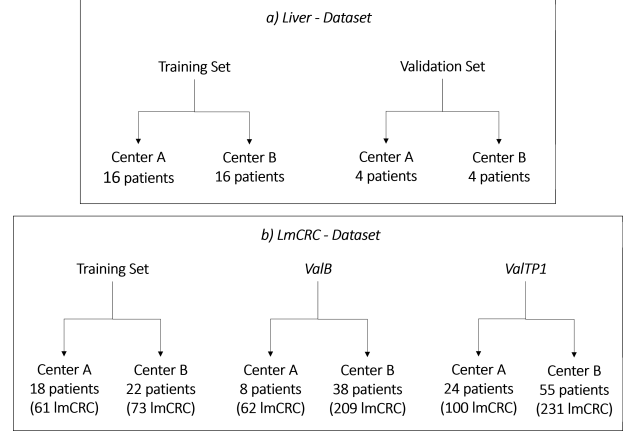 a) Liver - Dataset
Training Set
Validation Set
Center A
16 patients
Center B
16 patients
Center A
4 patients
Center B
4 patients
b) LmCRC - Dataset
Training Set
ValB
ValTP1
Center A
18 patients
(61 lmCRC)
Center B
22 patients
(73 lmCRC)
Center A
8 patients
(62 lmCRC)
Center B
38 patients
(209 lmCRC)
Center A
24 patients
(100 lmCRC)
Center B
55 patients
(231 lmCRC)